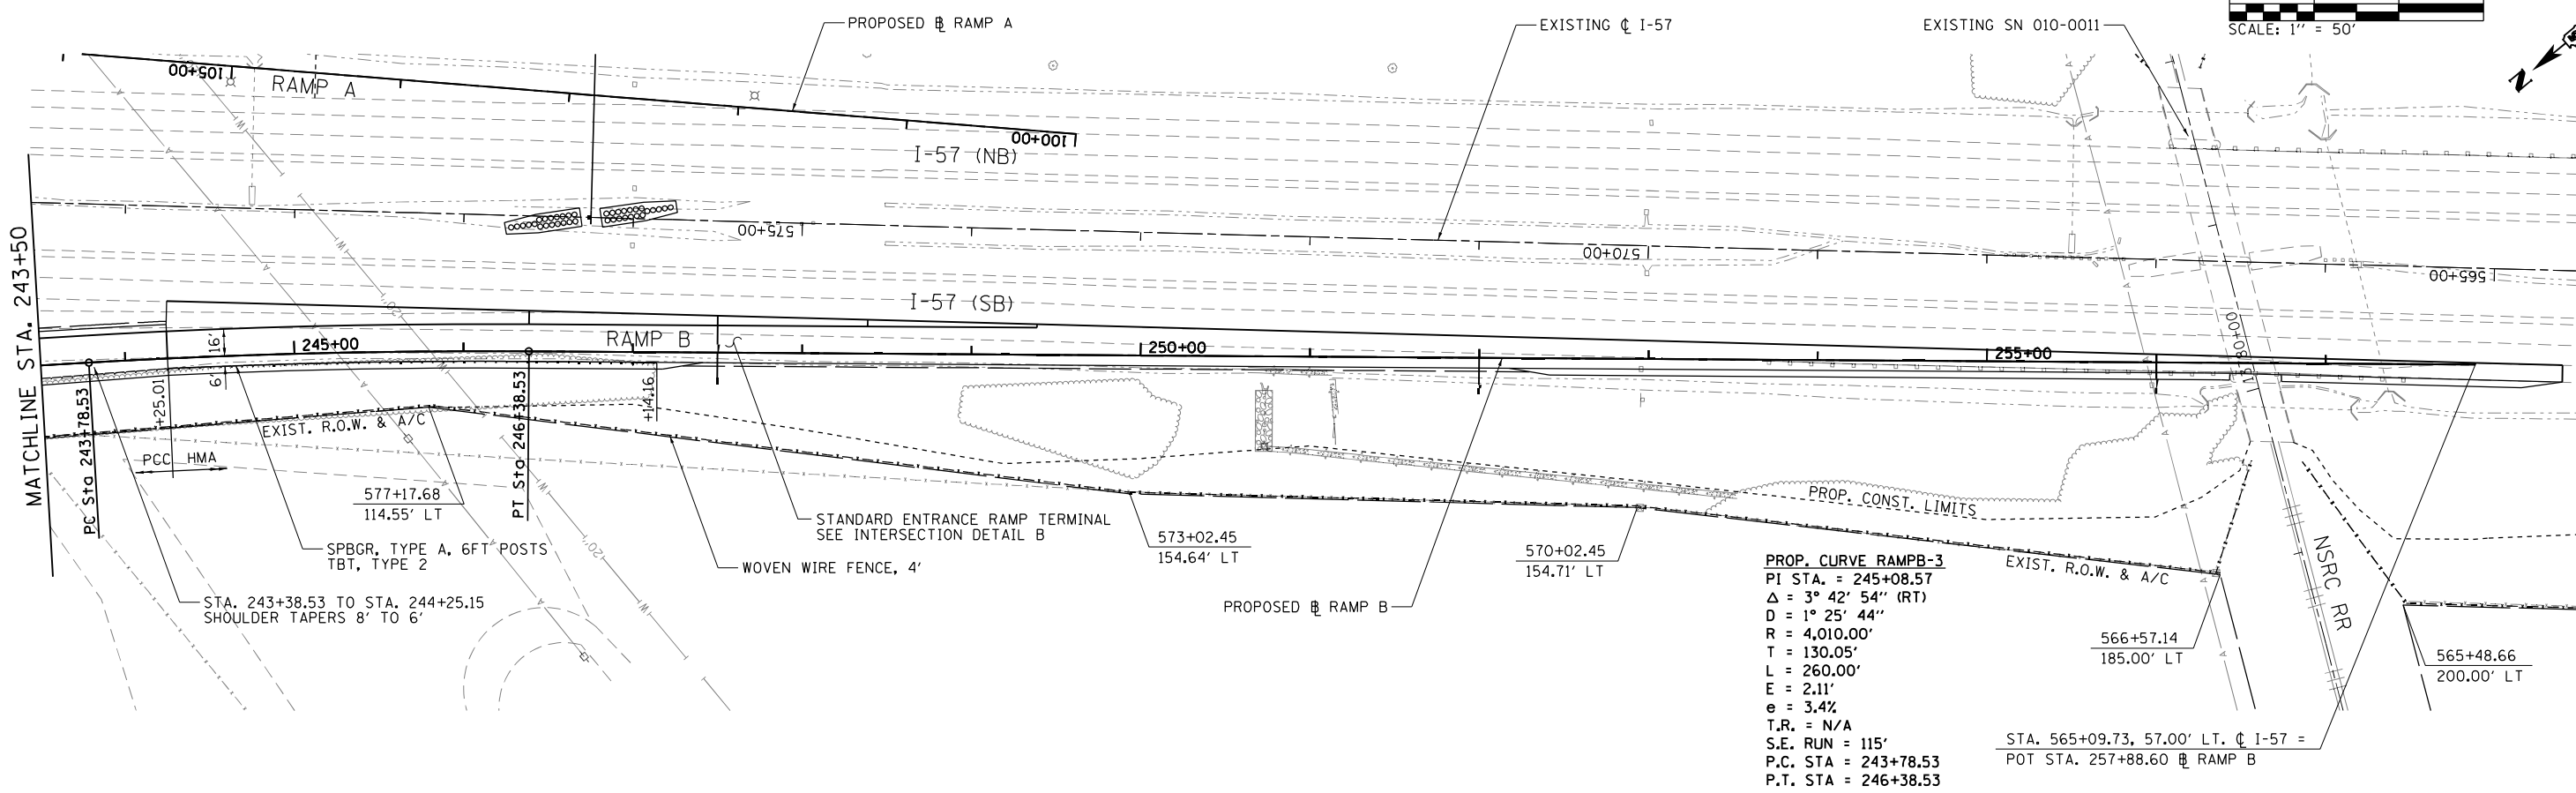 PROPOSED ℄ RAMP A
EXISTING ℄ I-57
EXISTING SN 010-0011
SCALE: 1'' = 50'
N
105+00
RAMP A
100+00
I-57 (NB)
575+00
570+00
565+00
I-57 (SB)
MATCHLINE STA. 243+50
16'
6'
245+00
RAMP B
250+00
255+00
1580+00
PC Sta 243+78.53
+25.01
PT Sta 246+38.53
+14.16
EXIST. R.O.W. & A/C
PCC HMA
577+17.68
114.55' LT
20"
20"
W
W
W
W
W
W
A
A
A
A
STANDARD ENTRANCE RAMP TERMINAL
SEE INTERSECTION DETAIL B
SPBGR, TYPE A, 6FT POSTS
TBT, TYPE 2
WOVEN WIRE FENCE, 4'
STA. 243+38.53 TO STA. 244+25.15
SHOULDER TAPERS 8' TO 6'
573+02.45
154.64' LT
570+02.45
154.71' LT
PROPOSED ℄ RAMP B
PROP. CONST. LIMITS
EXIST. R.O.W. & A/C
NSRC RR
566+57.14
185.00' LT
565+48.66
200.00' LT
PROP. CURVE RAMPB-3
PI STA. = 245+08.57
Δ = 3° 42' 54'' (RT)
D = 1° 25' 44''
R = 4,010.00'
T = 130.05'
L = 260.00'
E = 2.11'
e = 3.4%
T.R. = N/A
S.E. RUN = 115'
P.C. STA = 243+78.53
P.T. STA = 246+38.53
STA. 565+09.73, 57.00' LT. ℄ I-57 =
POT STA. 257+88.60 ℄ RAMP B